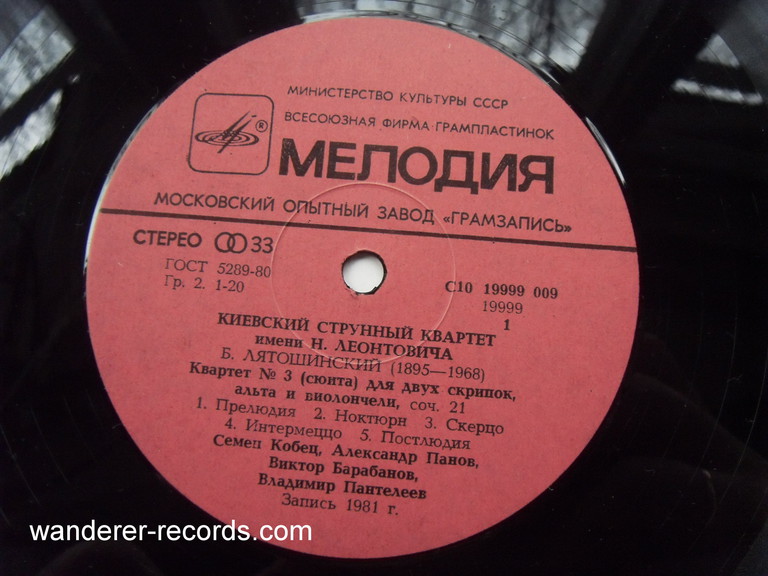 МИНИСТЕРСТВО КУЛЬТУРЫ СССР
ВСЕСОЮЗНАЯ ФИРМА ГРАМПЛАСТИНОК
®
МЕЛОДИЯ
МОСКОВСКИЙ ОПЫТНЫЙ ЗАВОД «ГРАМЗАПИСЬ»
СТЕРЕО 33
ГОСТ 5289-80
Гр. 2. 1-20
С10 19999 009
19999
1
КИЕВСКИЙ СТРУННЫЙ КВАРТЕТ
имени Н. ЛЕОНТОВИЧА
Б. ЛЯТОШИНСКИЙ (1895—1968)
Квартет № 3 (сюита) для двух скрипок,
альта и виолончели, соч. 21
1. Прелюдия 2. Ноктюрн 3. Скерцо
4. Интермеццо 5. Постлюдия
Семен Кобец, Александр Панов,
Виктор Барабанов,
Владимир Пантелеев
Запись 1981 г.
wanderer-records.com